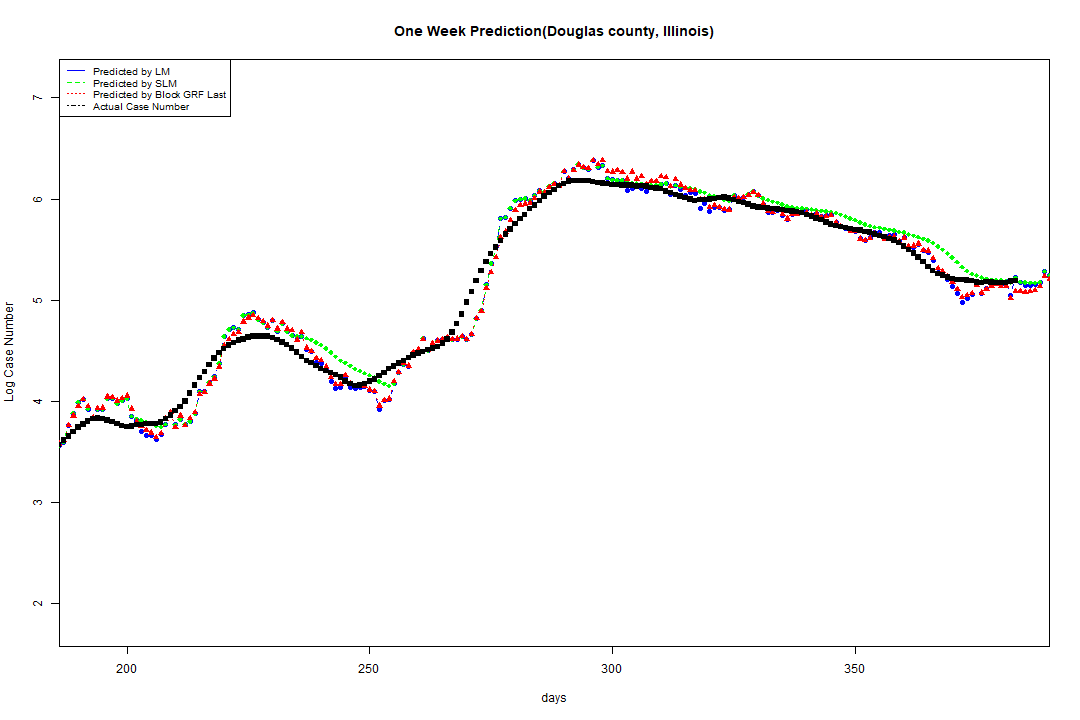 One Week Prediction(Douglas county, Illinois)
Predicted by LM
Predicted by SLM
Predicted by Block GRF Last
Actual Case Number
7
6
5
4
3
2
Log Case Number
200
250
300
350
days